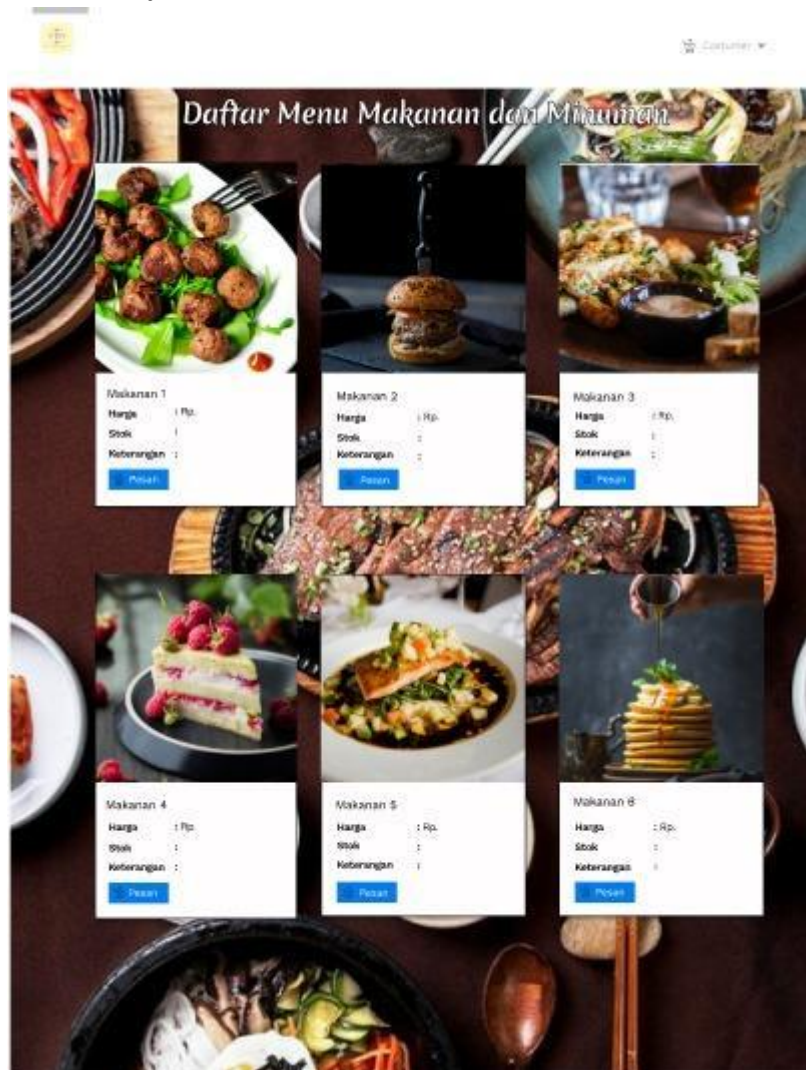 Costumer
Daftar Menu Makanan dan Minuman
Makanan 1
Harga : Rp.
Stok :
Keterangan :
Pesan
Makanan 2
Harga : Rp.
Stok :
Keterangan :
Pesan
Makanan 3
Harga : Rp.
Stok :
Keterangan :
Pesan
Makanan 4
Harga : Rp.
Stok :
Keterangan :
Pesan
Makanan 5
Harga : Rp.
Stok :
Keterangan :
Pesan
Makanan 6
Harga : Rp.
Stok :
Keterangan :
Pesan